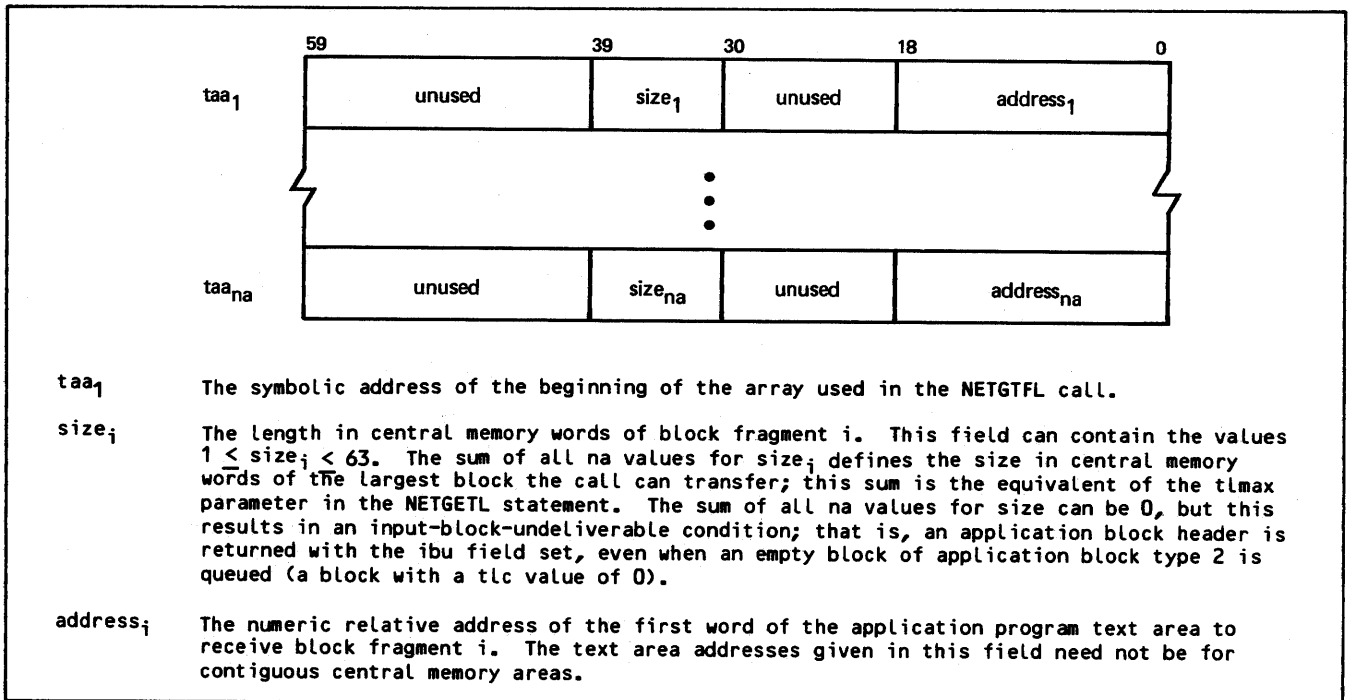 59 39 30 18 0
taa1 unused size1 unused address1
taana unused sizena unused addressna
taa1 The symbolic address of the beginning of the array used in the NETGTFL call.
sizei The length in central memory words of block fragment i. This field can contain the values
1 ≤ sizei ≤ 63. The sum of all na values for sizei defines the size in central memory
words of the largest block the call can transfer; this sum is the equivalent of the tlmax
parameter in the NETGETL statement. The sum of all na values for size can be 0, but this
results in an input-block-undeliverable condition; that is, an application block header is
returned with the ibu field set, even when an empty block of application block type 2 is
queued (a block with a tlc value of 0).
addressi The numeric relative address of the first word of the application program text area to
receive block fragment i. The text area addresses given in this field need not be for
contiguous central memory areas.